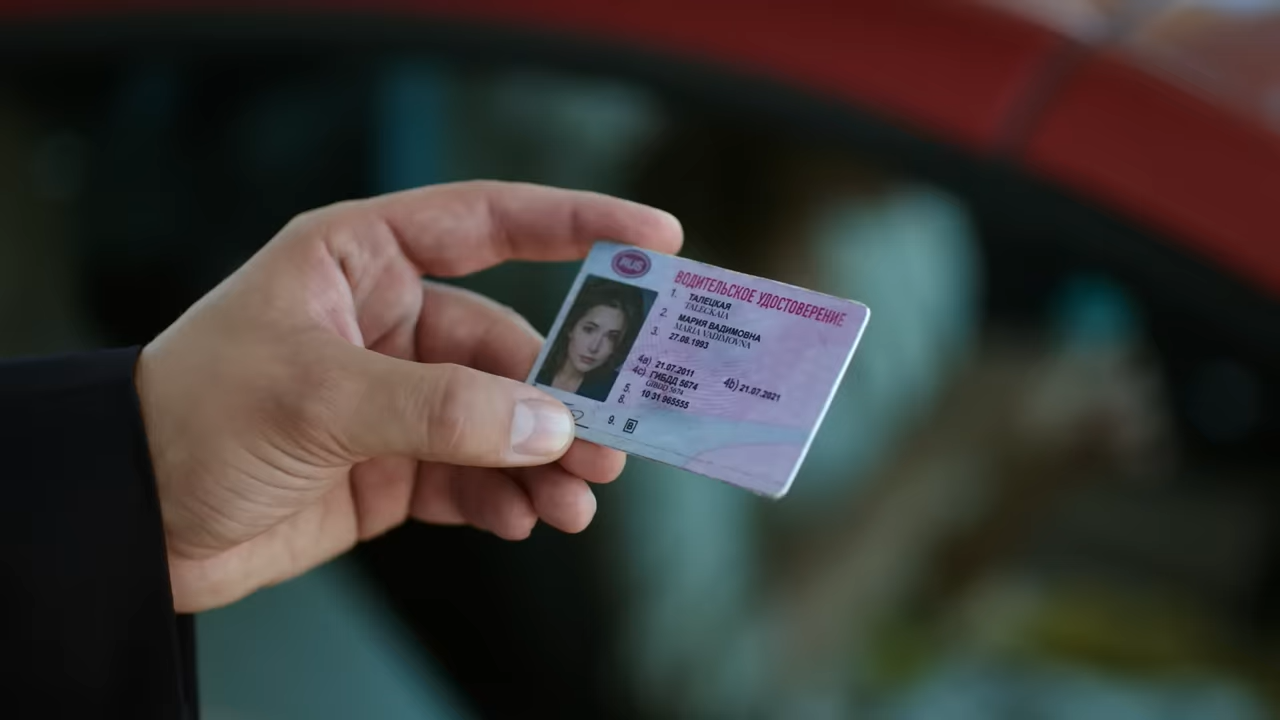 RUS
ВОДИТЕЛЬСКОЕ УДОСТОВЕРЕНИЕ
1. ТАЛЕЦКАЯ
TALECKAIA
2. МАРИЯ ВАДИМОВНА
MARIA VADIMOVNA
3. 27.08.1993
4a) 21.07.2011 4b) 21.07.2021
4c) ГИБДД 5674
GIBDD 5674
5. 10 31 965555
8.
9. B